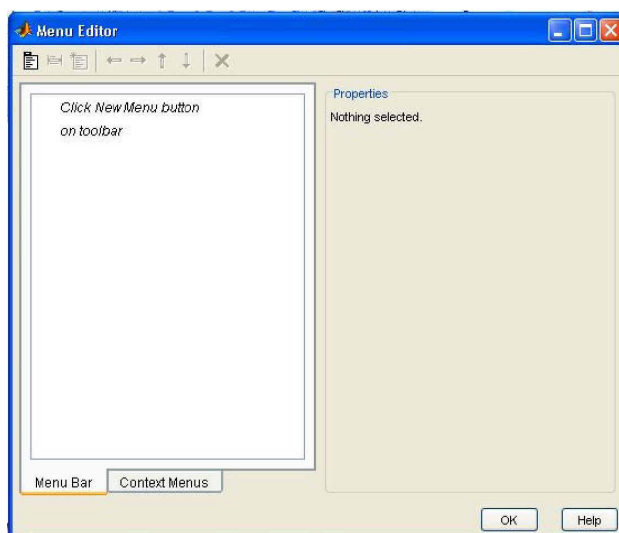 Menu Editor
Click New Menu button
on toolbar
Properties
Nothing selected.
Menu Bar
Context Menus
OK
Help